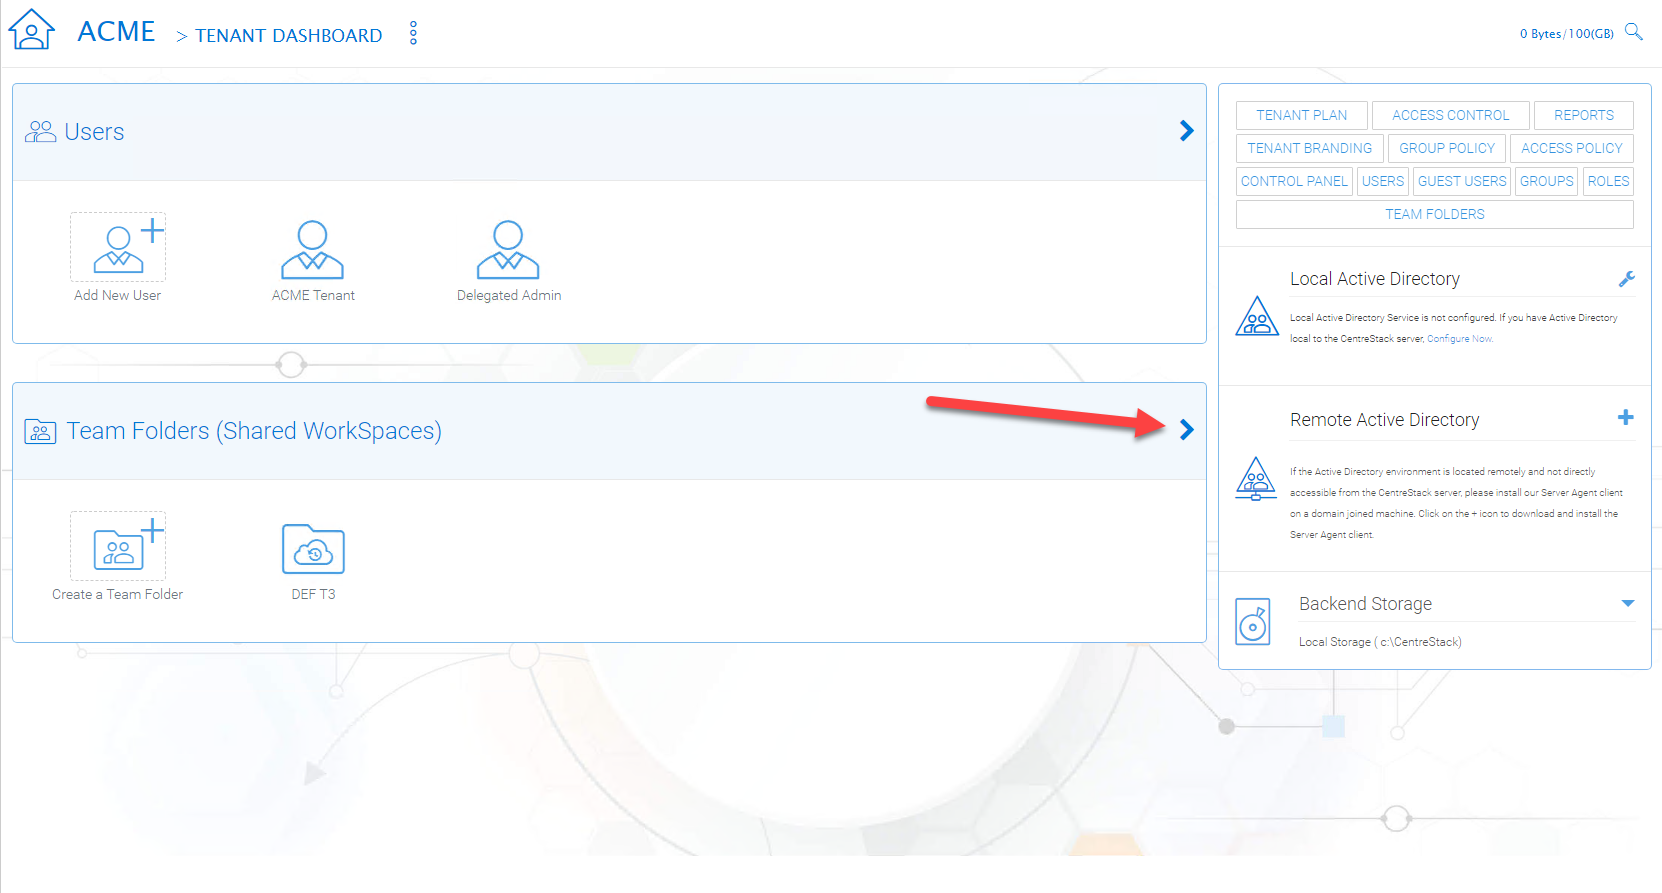 ACME > TENANT DASHBOARD
0 Bytes/100(GB)
Users
Add New User
ACME Tenant
Delegated Admin
Team Folders (Shared WorkSpaces)
Create a Team Folder
DEF T3
TENANT PLAN
ACCESS CONTROL
REPORTS
TENANT BRANDING
GROUP POLICY
ACCESS POLICY
CONTROL PANEL
USERS
GUEST USERS
GROUPS
ROLES
TEAM FOLDERS
Local Active Directory
Local Active Directory Service is not configured. If you have Active Directory
local to the CentreStack server, Configure Now.
Remote Active Directory
If the Active Directory environment is located remotely and not directly
accessible from the CentreStack server, please install our Server Agent client
on a domain joined machine. Click on the + icon to download and install the
Server Agent client.
Backend Storage
Local Storage ( c:\CentreStack)